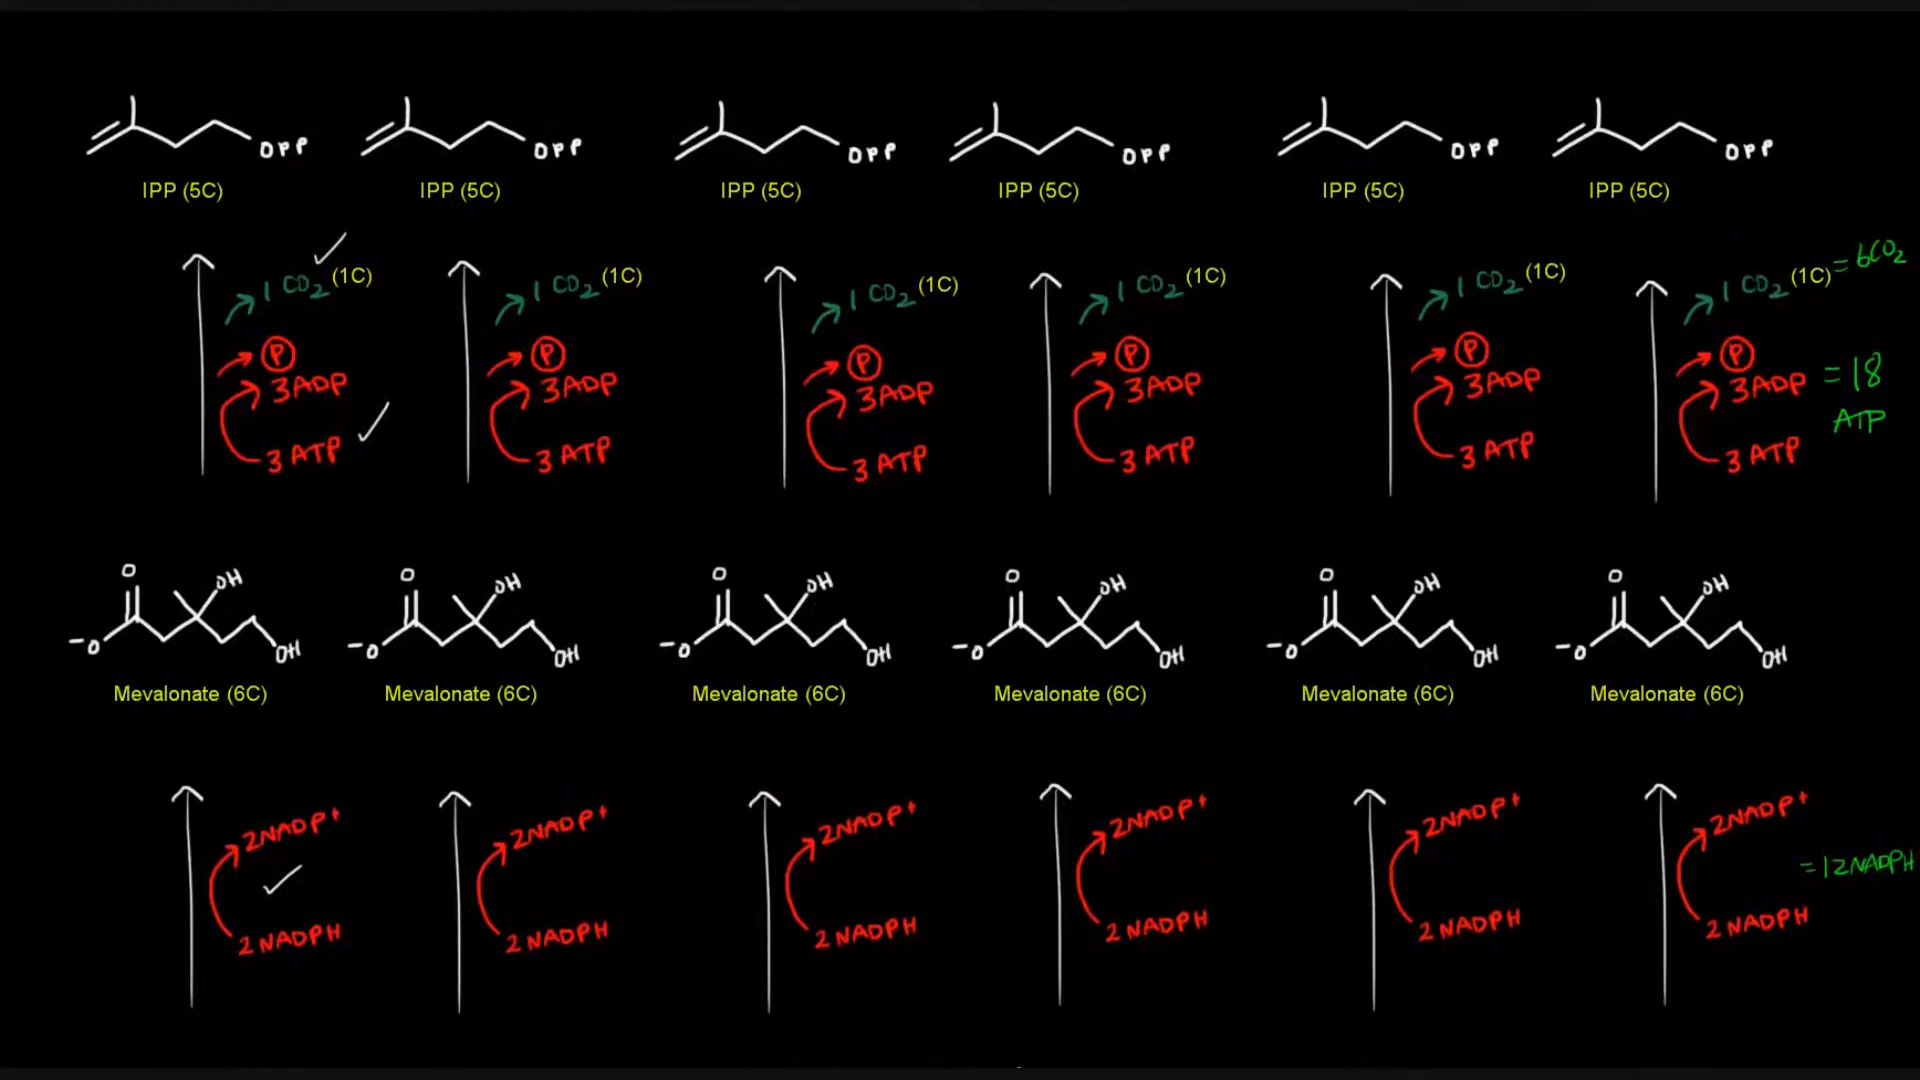 OPP OPP OPP OPP OPP OPP
IPP (5C) IPP (5C) IPP (5C) IPP (5C) IPP (5C) IPP (5C)
1 CO2 (1C) 1 CO2 (1C) 1 CO2 (1C) 1 CO2 (1C) 1 CO2 (1C) 1 CO2 (1C) = 6CO2
P P P P P P
3ADP 3ADP 3ADP 3ADP 3ADP 3ADP = 18
ATP
3 ATP 3 ATP 3 ATP 3 ATP 3 ATP 3 ATP
O OH O OH O OH O OH O OH O OH
-O OH -O OH -O OH -O OH -O OH -O OH
Mevalonate (6C) Mevalonate (6C) Mevalonate (6C) Mevalonate (6C) Mevalonate (6C) Mevalonate (6C)
2NADP+ 2NADP+ 2NADP+ 2NADP+ 2NADP+ 2NADP+
= 12NADPH
2 NADPH 2 NADPH 2 NADPH 2 NADPH 2 NADPH 2 NADPH